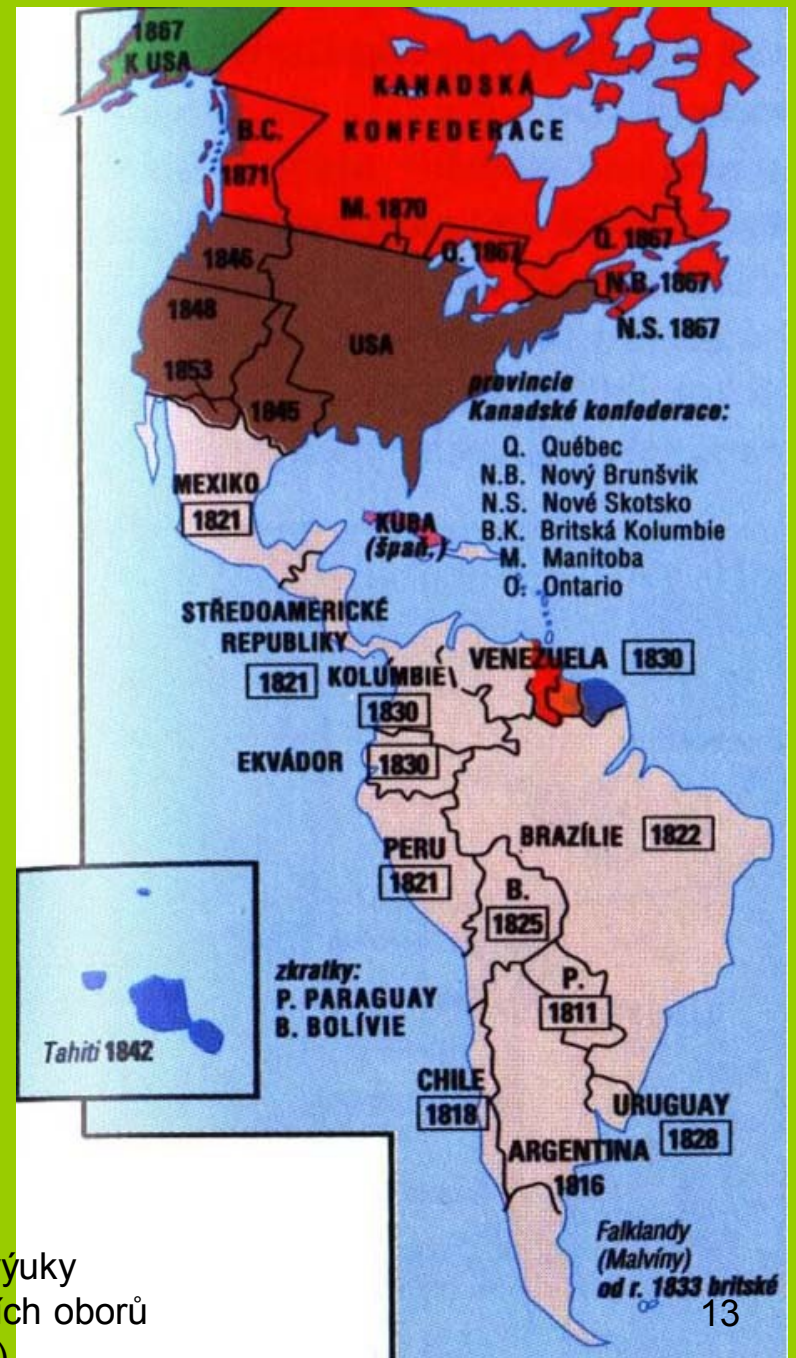 1867
K USA
KANADSKÁ
KONFEDERACE
B.C.
1871
M. 1870
O. 1867
Q. 1867
N.B. 1867
N.S. 1867
1846
1848
1853
1845
USA
provincie
Kanadské konfederace:
Q. Québec
N.B. Nový Brunšvik
N.S. Nové Skotsko
B.K. Britská Kolumbie
M. Manitoba
O. Ontario
MEXIKO
1821
KUBA
(špaň.)
STŘEDOAMERICKÉ
REPUBLIKY
1821
KOLUMBIE
1830
VENEZUELA 1830
EKVÁDOR 1830
BRAZÍLIE 1822
PERU
1821
B.
1825
zkratky:
P. PARAGUAY
B. BOLÍVIE
P.
1811
Tahiti 1842
CHILE
1818
URUGUAY
1828
ARGENTINA
1816
Falklandy
(Malvíny)
od r. 1833 britské
13
ých oborů